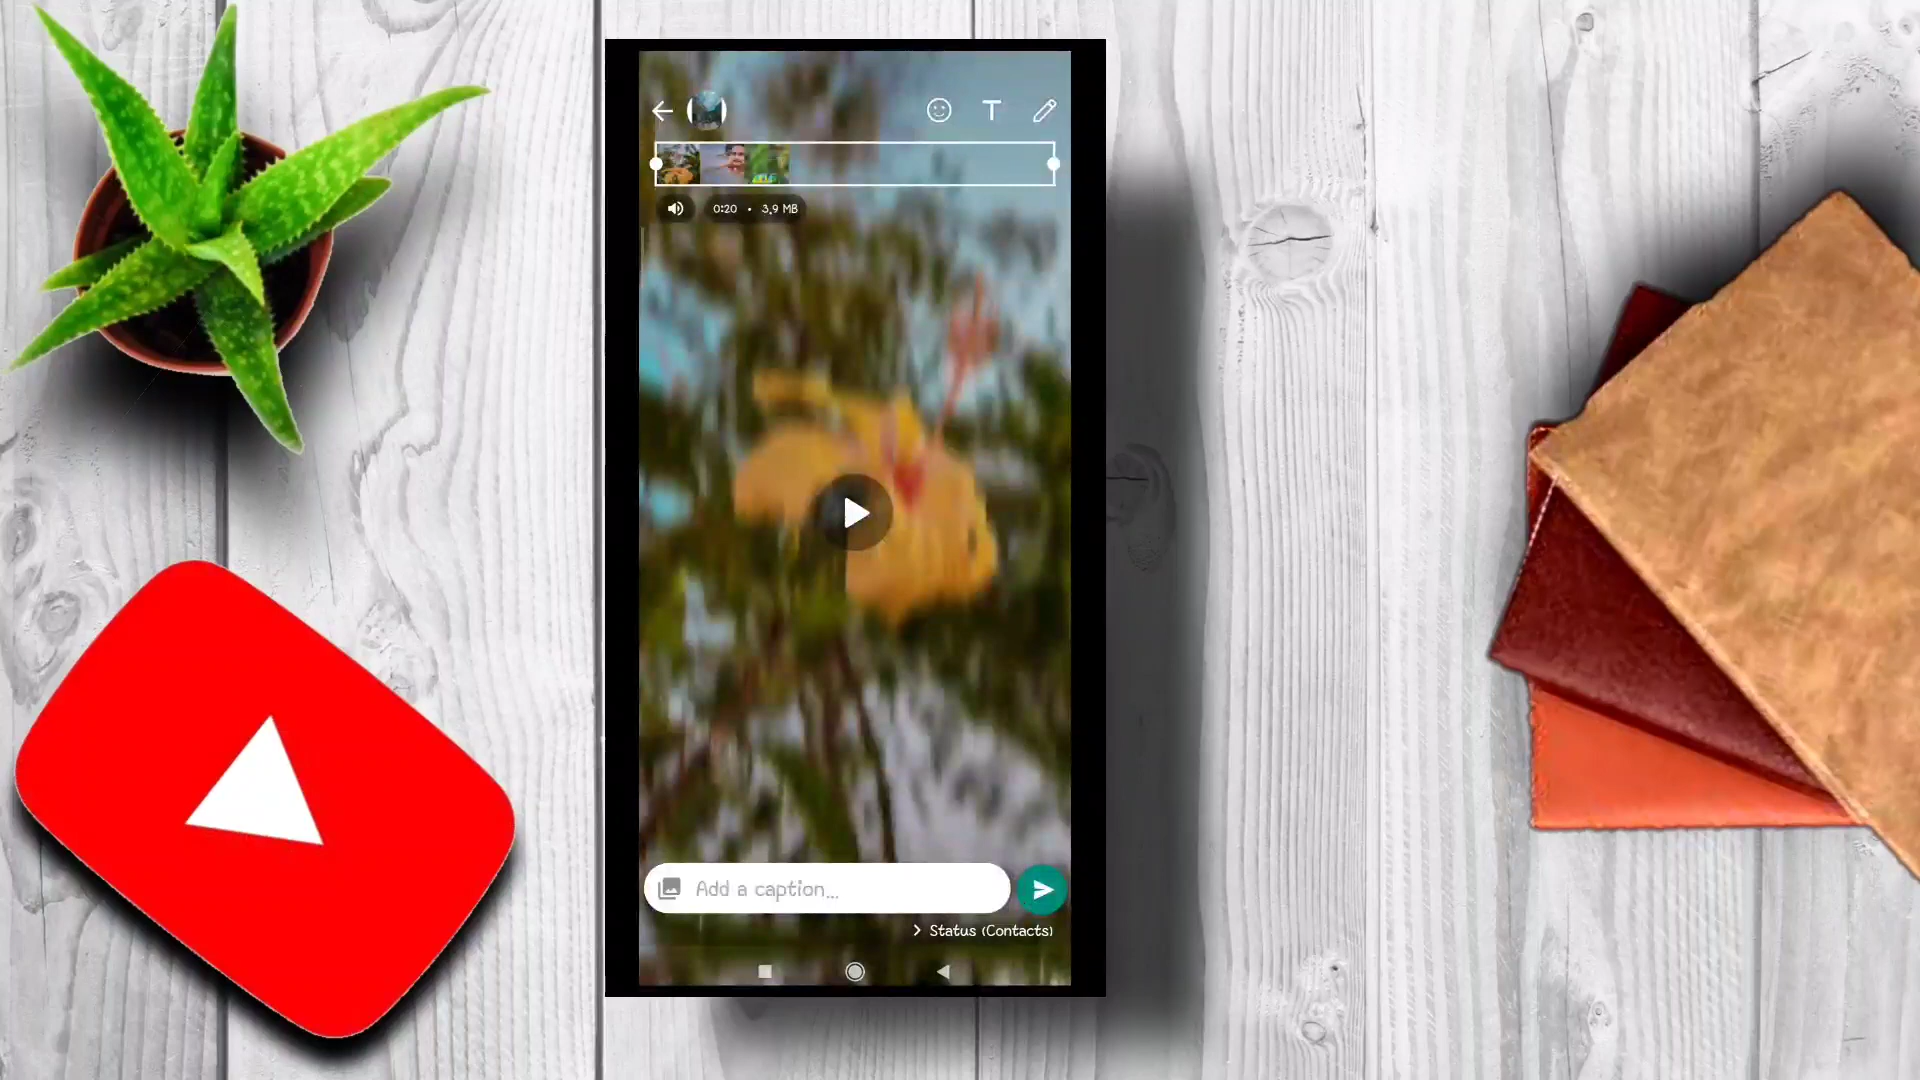 T
0:20 • 3,9 MB
Add a caption...
> Status (Contacts)